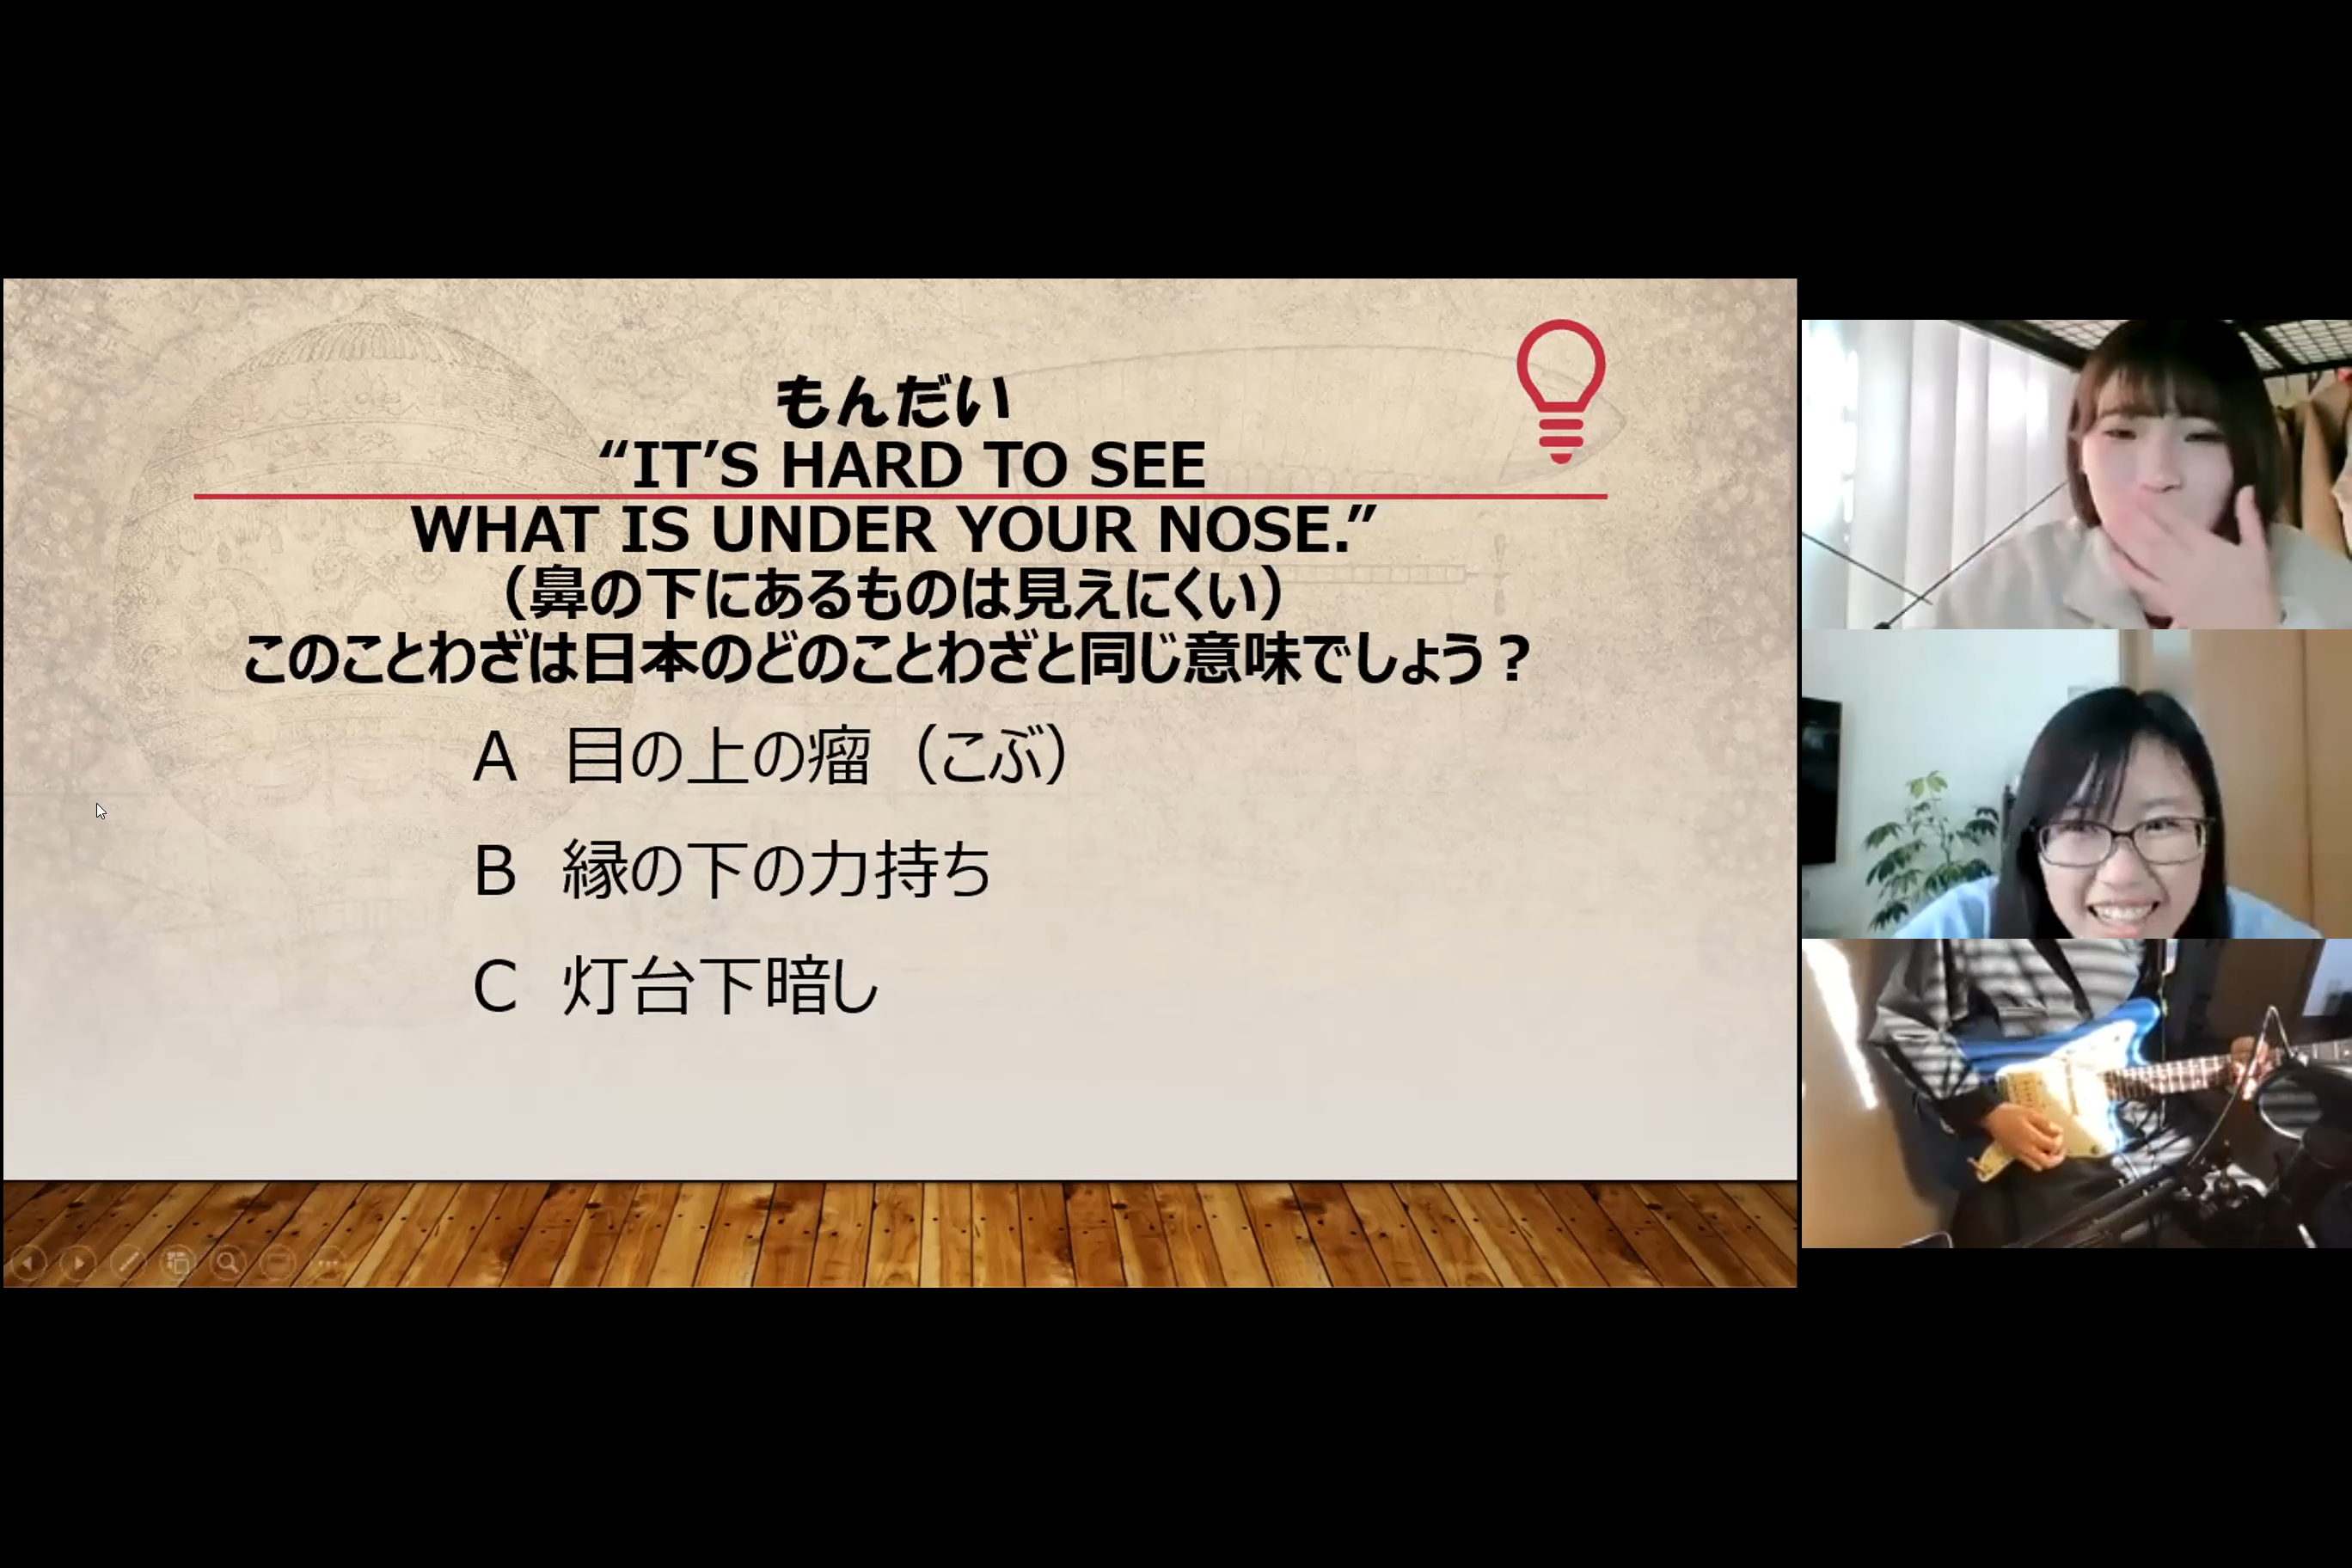 もんだい
“IT’S HARD TO SEE
WHAT IS UNDER YOUR NOSE.”
（鼻の下にあるものは見えにくい）
このことわざは日本のどのことわざと同じ意味でしょう？
A 目の上の瘤（こぶ）
B 縁の下の力持ち
C 灯台下暗し